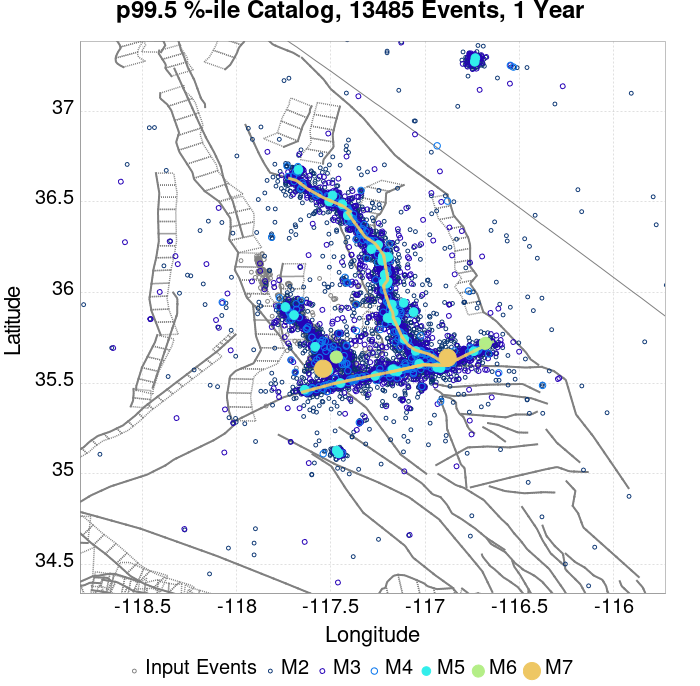 p99.5 %-ile Catalog, 13485 Events, 1 Year
37
36.5
36
35.5
35
34.5
Latitude
-118.5 -118 -117.5 -117 -116.5 -116
Longitude
Input Events M2 M3 M4 M5 M6 M7